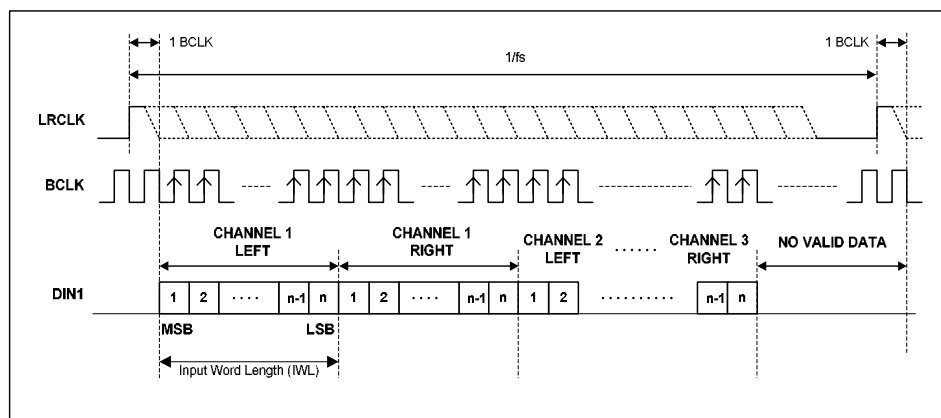 1 BCLK
1 BCLK
1/fs
LRCLK
BCLK
CHANNEL 1
LEFT
CHANNEL 1
RIGHT
CHANNEL 2
LEFT
CHANNEL 3
RIGHT
NO VALID DATA
DIN1
1 2 n-1 n 1 2 n-1 n 1 2 n-1 n
MSB
LSB
Input Word Length (IWL)